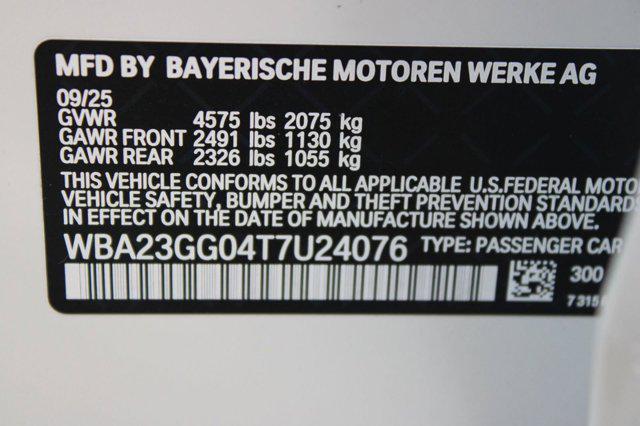 MFD BY BAYERISCHE MOTOREN WERKE AG
09/25
GVWR 4575 lbs 2075 kg
GAWR FRONT 2491 lbs 1130 kg
GAWR REAR 2326 lbs 1055 kg
THIS VEHICLE CONFORMS TO ALL APPLICABLE U.S.FEDERAL MOTO
VEHICLE SAFETY, BUMPER AND THEFT PREVENTION STANDARDS
IN EFFECT ON THE DATE OF MANUFACTURE SHOWN ABOVE.
WBA23GG04T7U24076 TYPE: PASSENGER CAR
300
7315